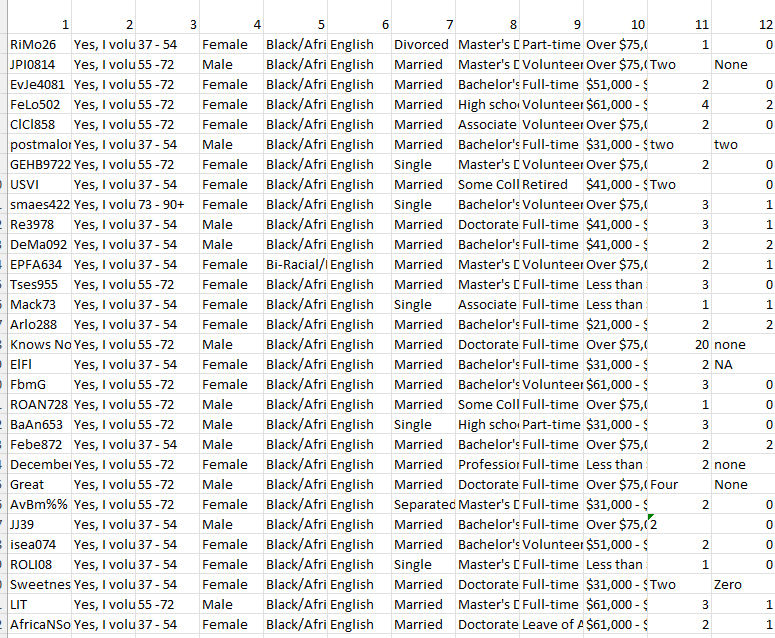 1 2 3 4 5 6 7 8 9 10 11 12
RiMo26 Yes, I volu 37 - 54 Female Black/Afri English Divorced Master's D Part-time Over $75,0 1 0
JPI0814 Yes, I volu 55 -72 Male Black/Afri English Married Master's D Volunteer Over $75,0 Two None
EvJe4081 Yes, I volu 55 -72 Female Black/Afri English Married Bachelor's Full-time $51,000 - $ 2 0
FeLo502 Yes, I volu 55 -72 Female Black/Afri English Married High schoo Volunteer $61,000 - $ 4 2
ClCl858 Yes, I volu 55 -72 Female Black/Afri English Married Associate Volunteer Over $75,0 2 0
postmalor Yes, I volu 37 - 54 Male Black/Afri English Married Bachelor's Full-time $31,000 - $ two two
GEHB9722 Yes, I volu 55 -72 Female Black/Afri English Single Master's D Volunteer Over $75,0 2 0
USVI Yes, I volu 37 - 54 Female Black/Afri English Married Some Coll Retired $41,000 - $ Two 0
smaes422 Yes, I volu 73 - 90+ Female Black/Afri English Single Bachelor's Volunteer Over $75,0 3 1
Re3978 Yes, I volu 37 - 54 Male Black/Afri English Married Doctorate Full-time $41,000 - $ 3 1
DeMa092 Yes, I volu 37 - 54 Male Black/Afri English Married Bachelor's Full-time $41,000 - $ 2 2
EPFA634 Yes, I volu 37 - 54 Female Bi-Racial/I English Married Master's D Volunteer Over $75,0 2 1
Tses955 Yes, I volu 55 -72 Male Black/Afri English Married Master's D Full-time Less than 3 0
Mack73 Yes, I volu 37 - 54 Female Black/Afri English Single Associate Full-time Less than 1 1
Arlo288 Yes, I volu 37 - 54 Female Black/Afri English Married Bachelor's Full-time $21,000 - $ 2 2
Knows No Yes, I volu 55 -72 Male Black/Afri English Married Doctorate Full-time Over $75,0 20 none
ElFl Yes, I volu 37 - 54 Female Black/Afri English Married Bachelor's Full-time $31,000 - $ 2 NA
FbmG Yes, I volu 55 -72 Female Black/Afri English Married Bachelor's Volunteer $61,000 - $ 3 0
ROAN728 Yes, I volu 55 -72 Male Black/Afri English Married Some Coll Full-time Over $75,0 1 0
BaAn653 Yes, I volu 55 -72 Male Black/Afri English Single High schoo Part-time $31,000 - $ 3 0
Febe872 Yes, I volu 37 - 54 Male Black/Afri English Married Bachelor's Full-time Over $75,0 2 2
December Yes, I volu 55 -72 Female Black/Afri English Married Profession Full-time Less than 2 none
Great Yes, I volu 55 -72 Male Black/Afri English Married Doctorate Full-time Over $75,0 Four None
AvBm%% Yes, I volu 55 -72 Female Black/Afri English Separated Master's D Full-time $31,000 - $ 2 0
JJ39 Yes, I volu 37 - 54 Male Black/Afri English Married Bachelor's Full-time Over $75,0 2 0
isea074 Yes, I volu 37 - 54 Female Black/Afri English Married Bachelor's Volunteer $51,000 - $ 2 0
ROLI08 Yes, I volu 37 - 54 Female Black/Afri English Single Master's D Full-time Less than 1 0
Sweetnes Yes, I volu 37 - 54 Female Black/Afri English Married Doctorate Full-time $31,000 - $ Two Zero
LIT Yes, I volu 55 -72 Male Black/Afri English Married Master's D Full-time $61,000 - $ 3 1
AfricaNSo Yes, I volu 37 - 54 Female Black/Afri English Married Doctorate Leave of A $61,000 - $ 2 1